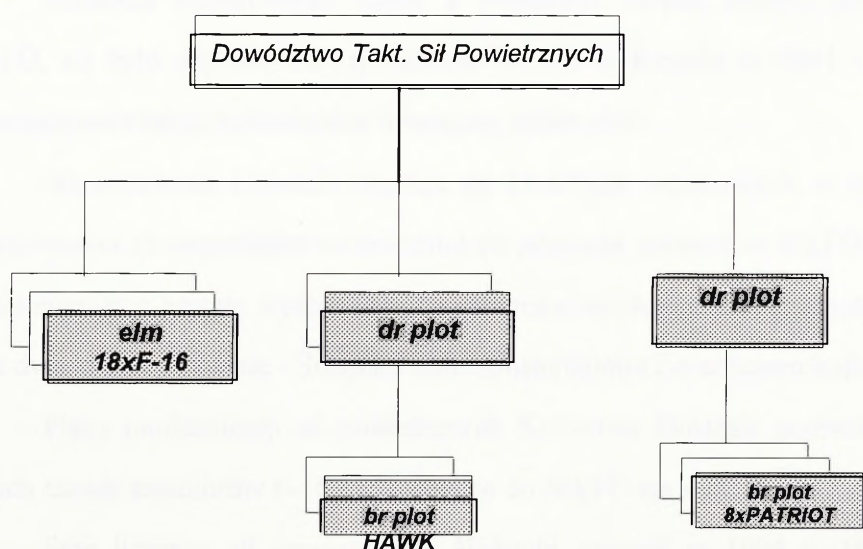 Dowództwo Takt. Sił Powietrznych
elm
18xF-16
dr plot
dr plot
br plot
HAWK
br plot
8xPATRIOT